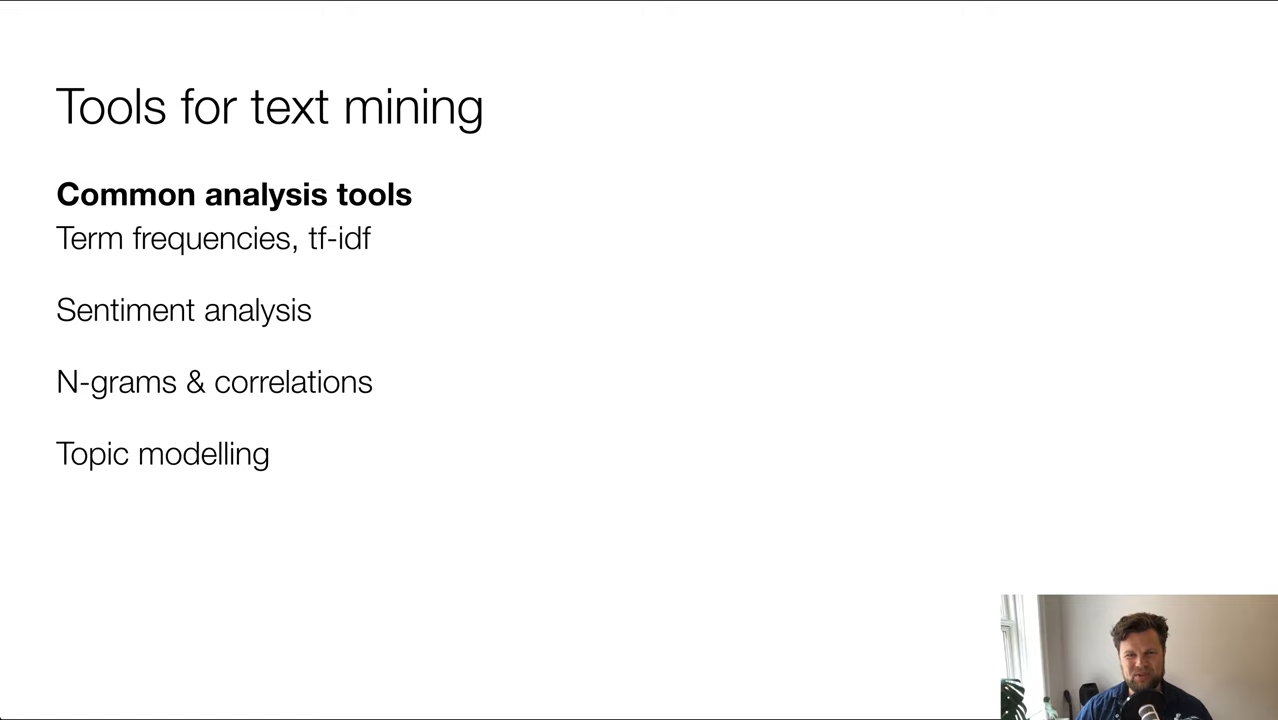 Tools for text mining
Common analysis tools
Term frequencies, tf-idf
Sentiment analysis
N-grams & correlations
Topic modelling